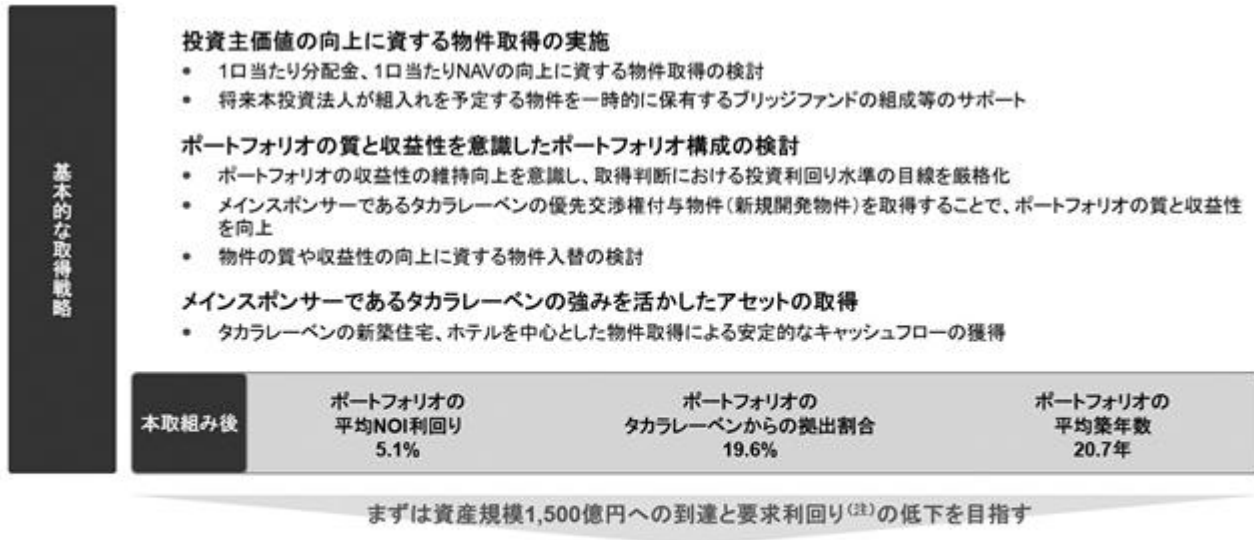 基本的な取得戦略
投資主価値の向上に資する物件取得の実施
• 1口当たり分配金、1口当たりNAVの向上に資する物件取得の検討
• 将来本投資法人が組入れを予定する物件を一時的に保有するブリッジファンドの組成等のサポート
ポートフォリオの質と収益性を意識したポートフォリオ構成の検討
• ポートフォリオの収益性の維持向上を意識し、取得判断における投資利回り水準の目線を厳格化
• メインスポンサーであるタカラレーベンの優先交渉権付与物件（新規開発物件）を取得することで、ポートフォリオの質と収益性
を向上
• 物件の質や収益性の向上に資する物件入替の検討
メインスポンサーであるタカラレーベンの強みを活かしたアセットの取得
• タカラレーベンの新築住宅、ホテルを中心とした物件取得による安定的なキャッシュフローの獲得
本取組み後
ポートフォリオの
平均NOI利回り
5.1%
ポートフォリオの
タカラレーベンからの拠出割合
19.6%
ポートフォリオの
平均築年数
20.7年
まずは資産規模1,500億円への到達と要求利回り(注)の低下を目指す